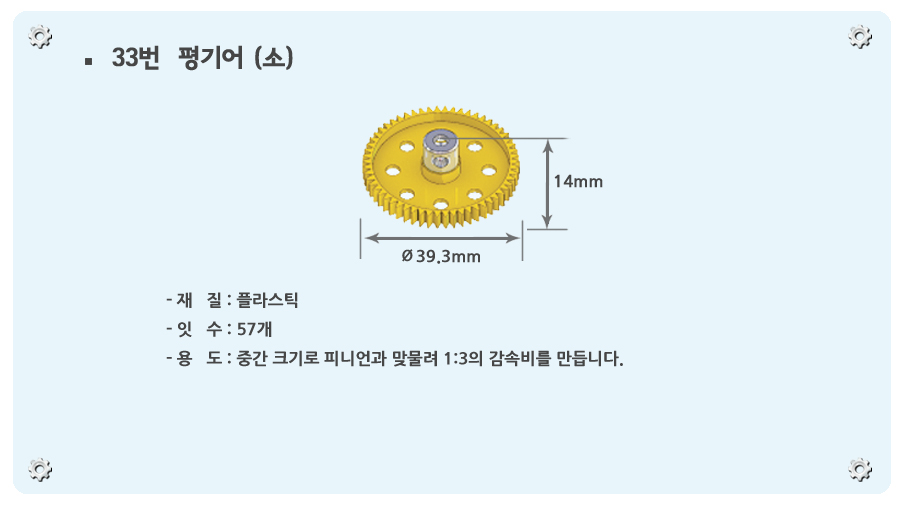 ▪ 33번 평기어 (소)
14mm
Ø 39.3mm
- 재 질 : 플라스틱
- 잇 수 : 57개
- 용 도 : 중간 크기로 피니언과 맞물려 1:3의 감속비를 만듭니다.